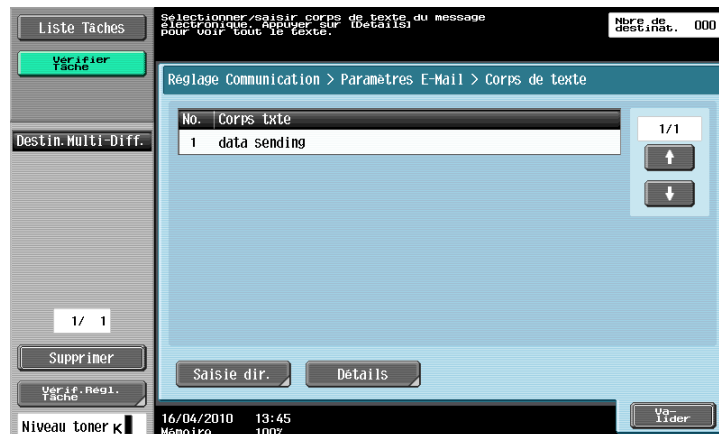 Liste Tâches
Sélectionner/saisir corps de texte du message
électronique. Appuyer sur [Détails]
pour voir tout le texte.
Nbre de
destinat. 000
Vérifier
Tâche
Réglage Communication > Paramètres E-Mail > Corps de texte
No. Corps txte
1 data sending
1/1
Destin.Multi-Diff.
1/ 1
Supprimer
Saisie dir.
Détails
Vérif.Régl.
Tâche
Niveau toner K
16/04/2010 13:45
Mémoire 100%
Va-
lider